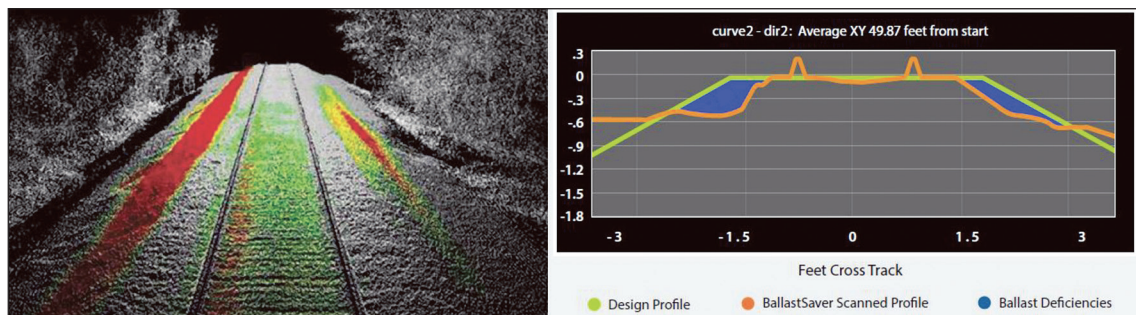 curve2 - dir2: Average XY 49.87 feet from start
.3
0
-.3
-.6
-.9
-1.2
-1.5
-1.8
-3 -1.5 0 1.5 3
Feet Cross Track
Design Profile BallastSaver Scanned Profile Ballast Deficiencies